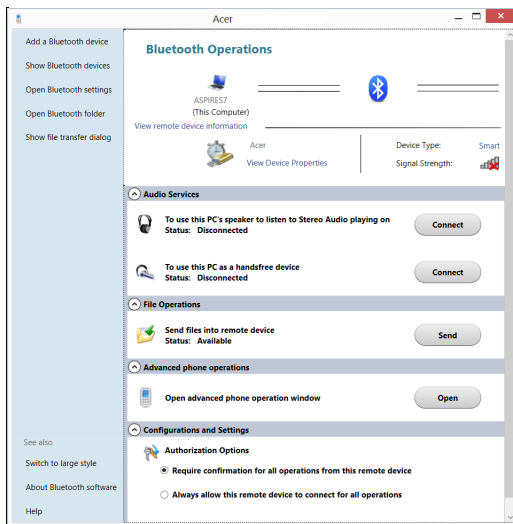 Acer
Add a Bluetooth device
Show Bluetooth devices
Open Bluetooth settings
Open Bluetooth folder
Show file transfer dialog
Bluetooth Operations
ASPIRES7
(This Computer)
View remote device information
Acer
View Device Properties
Device Type: Smart
Signal Strength:
Audio Services
To use this PC's speaker to listen to Stereo Audio playing on
Status: Disconnected
Connect
To use this PC as a handsfree device
Status: Disconnected
Connect
File Operations
Send files into remote device
Status: Available
Send
Advanced phone operations
Open advanced phone operation window
Open
Configurations and Settings
Authorization Options
Require confirmation for all operations from this remote device
Always allow this remote device to connect for all operations
See also
Switch to large style
About Bluetooth software
Help